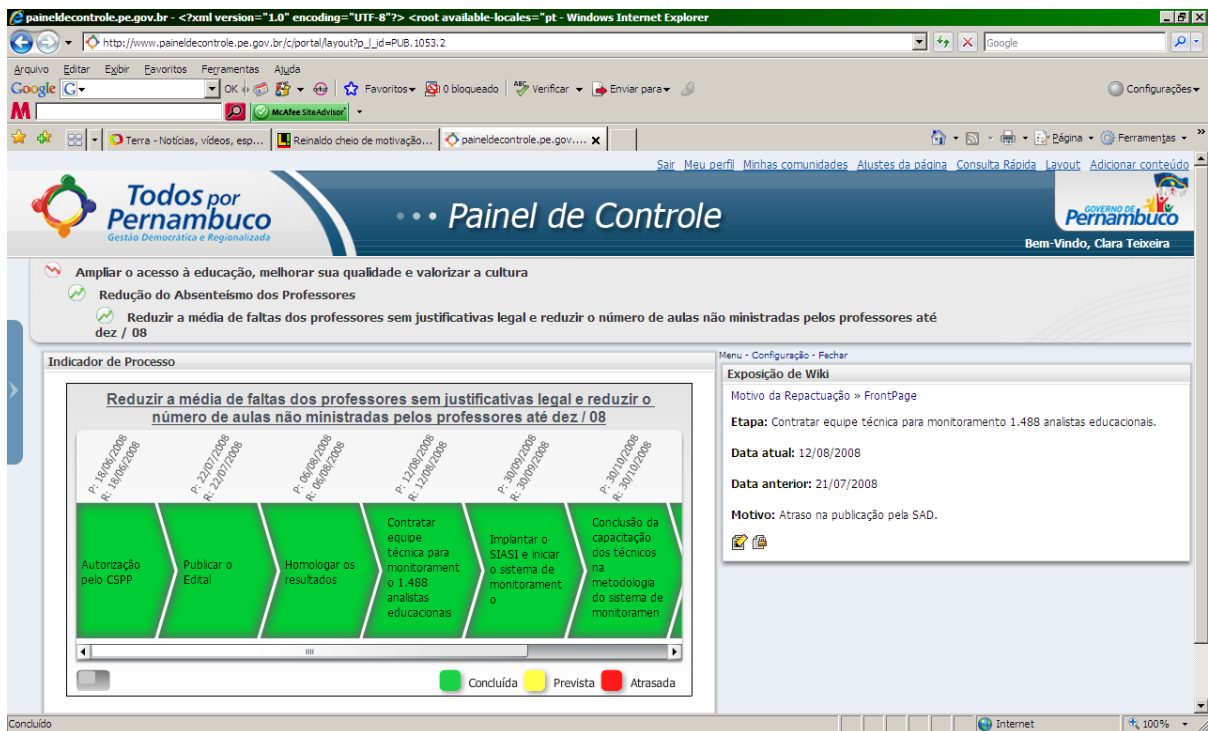 paineldecontrole.pe.gov.br - <?xml version="1.0" encoding="UTF-8"?> <root available-locales="pt - Windows Internet Explorer
http://www.paineldecontrole.pe.gov.br/c/portal/layout?p_l_id=PUB.1053.2
Google
Arquivo Editar Exibir Favoritos Ferramentas Ajuda
Google G OK Favoritos 0 bloqueado ABC Verificar Enviar para Configurações
M McAfee SiteAdvisor
Terra - Notícias, vídeos, esp... Reinaldo cheio de motivação... paineldecontrole.pe.gov.... Página Ferramentas »
Sair Meu perfil Minhas comunidades Ajustes da página Consulta Rápida Layout Adicionar conteúdo
Todos por
Pernambuco
Gestão Democrática e Regionalizada
••• Painel de Controle
GOVERNO DE
Pernambuco
Bem-Vindo, Clara Teixeira
Ampliar o acesso à educação, melhorar sua qualidade e valorizar a cultura
Redução do Absenteísmo dos Professores
Reduzir a média de faltas dos professores sem justificativas legal e reduzir o número de aulas não ministradas pelos professores até
dez / 08
Indicador de Processo
Reduzir a média de faltas dos professores sem justificativas legal e reduzir o
número de aulas não ministradas pelos professores até dez / 08
P: 18/06/2008
R: 18/06/2008
P: 22/07/2008
R: 22/07/2008
P: 06/08/2008
R: 06/08/2008
P: 12/08/2008
R: 12/08/2008
P: 30/09/2008
R: 30/09/2008
P: 30/10/2008
R: 30/10/2008
Autorização
pelo CSPP
Publicar o
Edital
Homologar os
resultados
Contratar
equipe
técnica para
monitorament
o 1.488
analistas
educacionais
Implantar o
SIASI e iniciar
o sistema de
monitorament
o
Conclusão da
capacitação
dos técnicos
na
metodologia
do sistema de
monitoramen
Concluída Prevista Atrasada
Menu - Configuração - Fechar
Exposição de Wiki
Motivo da Repactuação » FrontPage
Etapa: Contratar equipe técnica para monitoramento 1.488 analistas educacionais.
Data atual: 12/08/2008
Data anterior: 21/07/2008
Motivo: Atraso na publicação pela SAD.
Concluído Internet 100%